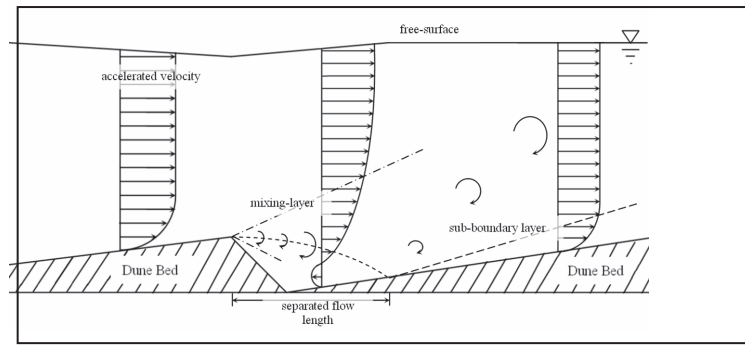 free-surface
accelerated velocity
mixing-layer
sub-boundary layer
Dune Bed
Dune Bed
separated flow
length